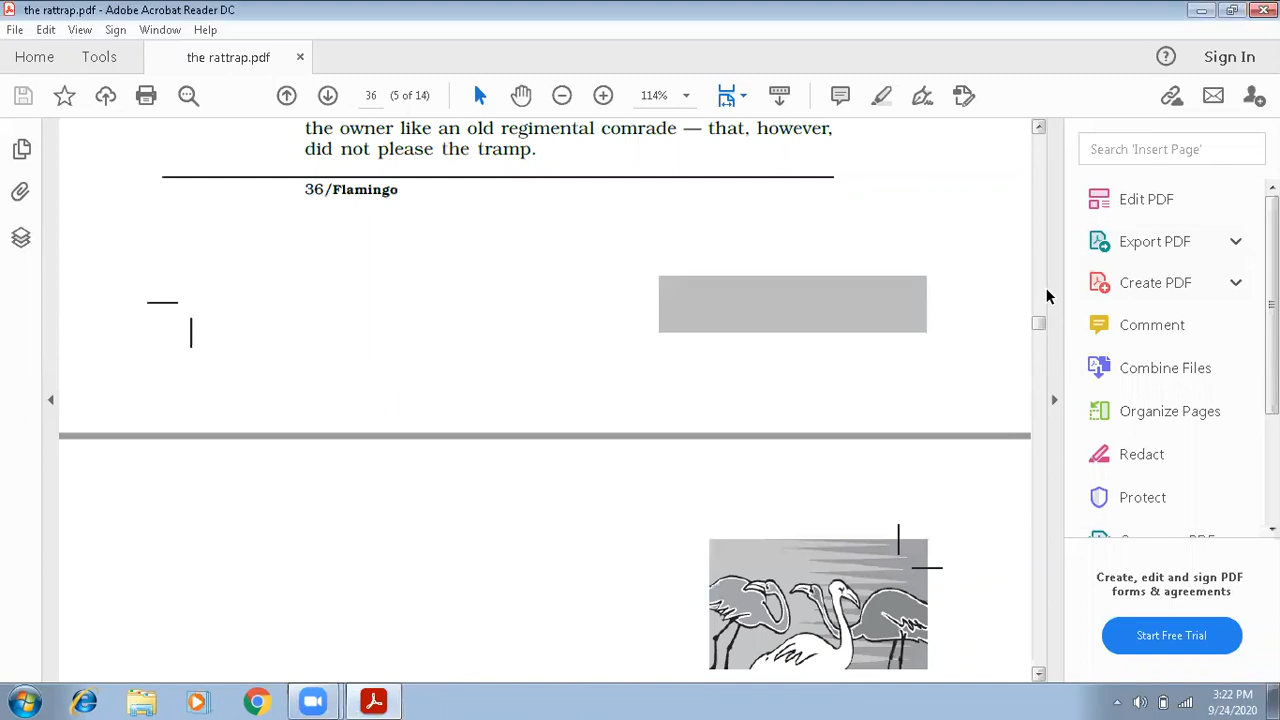 the rattrap.pdf - Adobe Acrobat Reader DC
File Edit View Sign Window Help
Home Tools the rattrap.pdf × Sign In
36 (5 of 14) 114%
the owner like an old regimental comrade — that, however,
did not please the tramp.
36/Flamingo
Search 'Insert Page'
Edit PDF
Export PDF
Create PDF
Comment
Combine Files
Organize Pages
Redact
Protect
Create, edit and sign PDF
forms & agreements
Start Free Trial
3:22 PM
9/24/2020